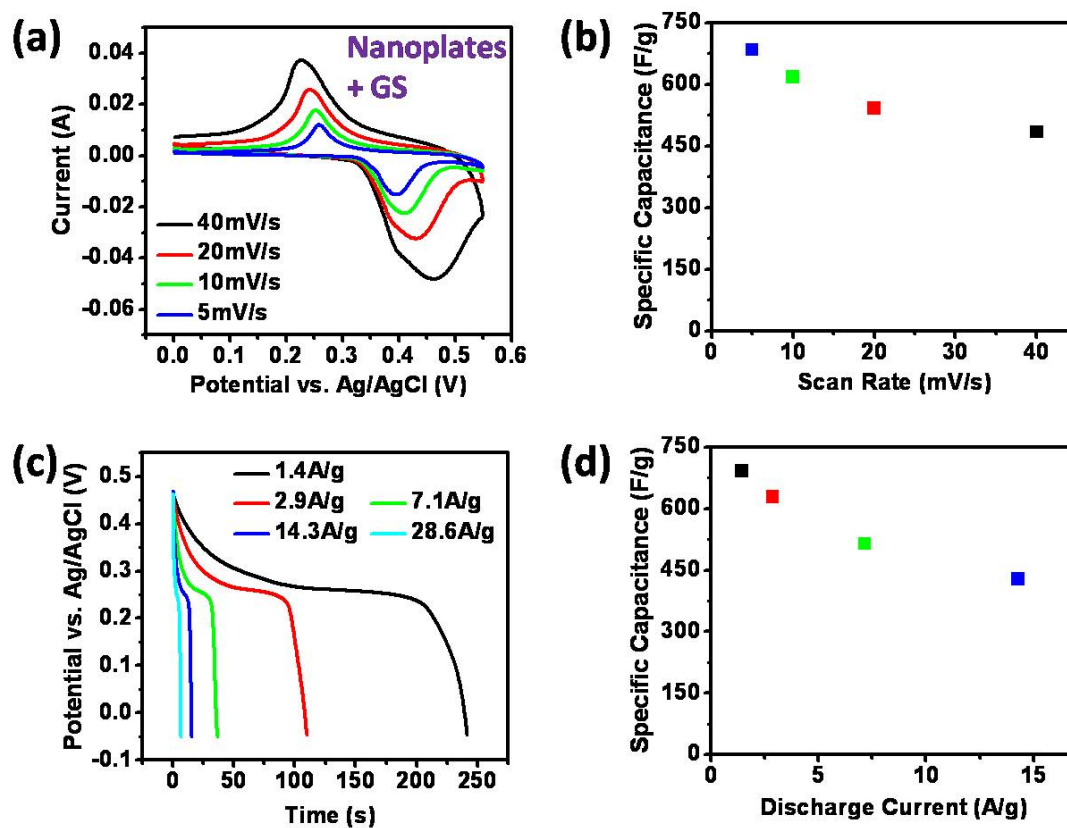 (a)
Nanoplates
+ GS
0.04
0.02
0.00
-0.02
-0.04
-0.06
Current (A)
40mV/s
20mV/s
10mV/s
5mV/s
0.0 0.1 0.2 0.3 0.4 0.5 0.6
Potential vs. Ag/AgCl (V)
(b)
750
600
450
300
150
0
Specific Capacitance (F/g)
0 10 20 30 40
Scan Rate (mV/s)
(c)
0.5
0.4
0.3
0.2
0.1
0.0
-0.1
Potential vs. Ag/AgCl (V)
1.4A/g
2.9A/g 7.1A/g
14.3A/g 28.6A/g
0 50 100 150 200 250
Time (s)
(d)
750
600
450
300
150
0
Specific Capacitance (F/g)
0 5 10 15
Discharge Current (A/g)